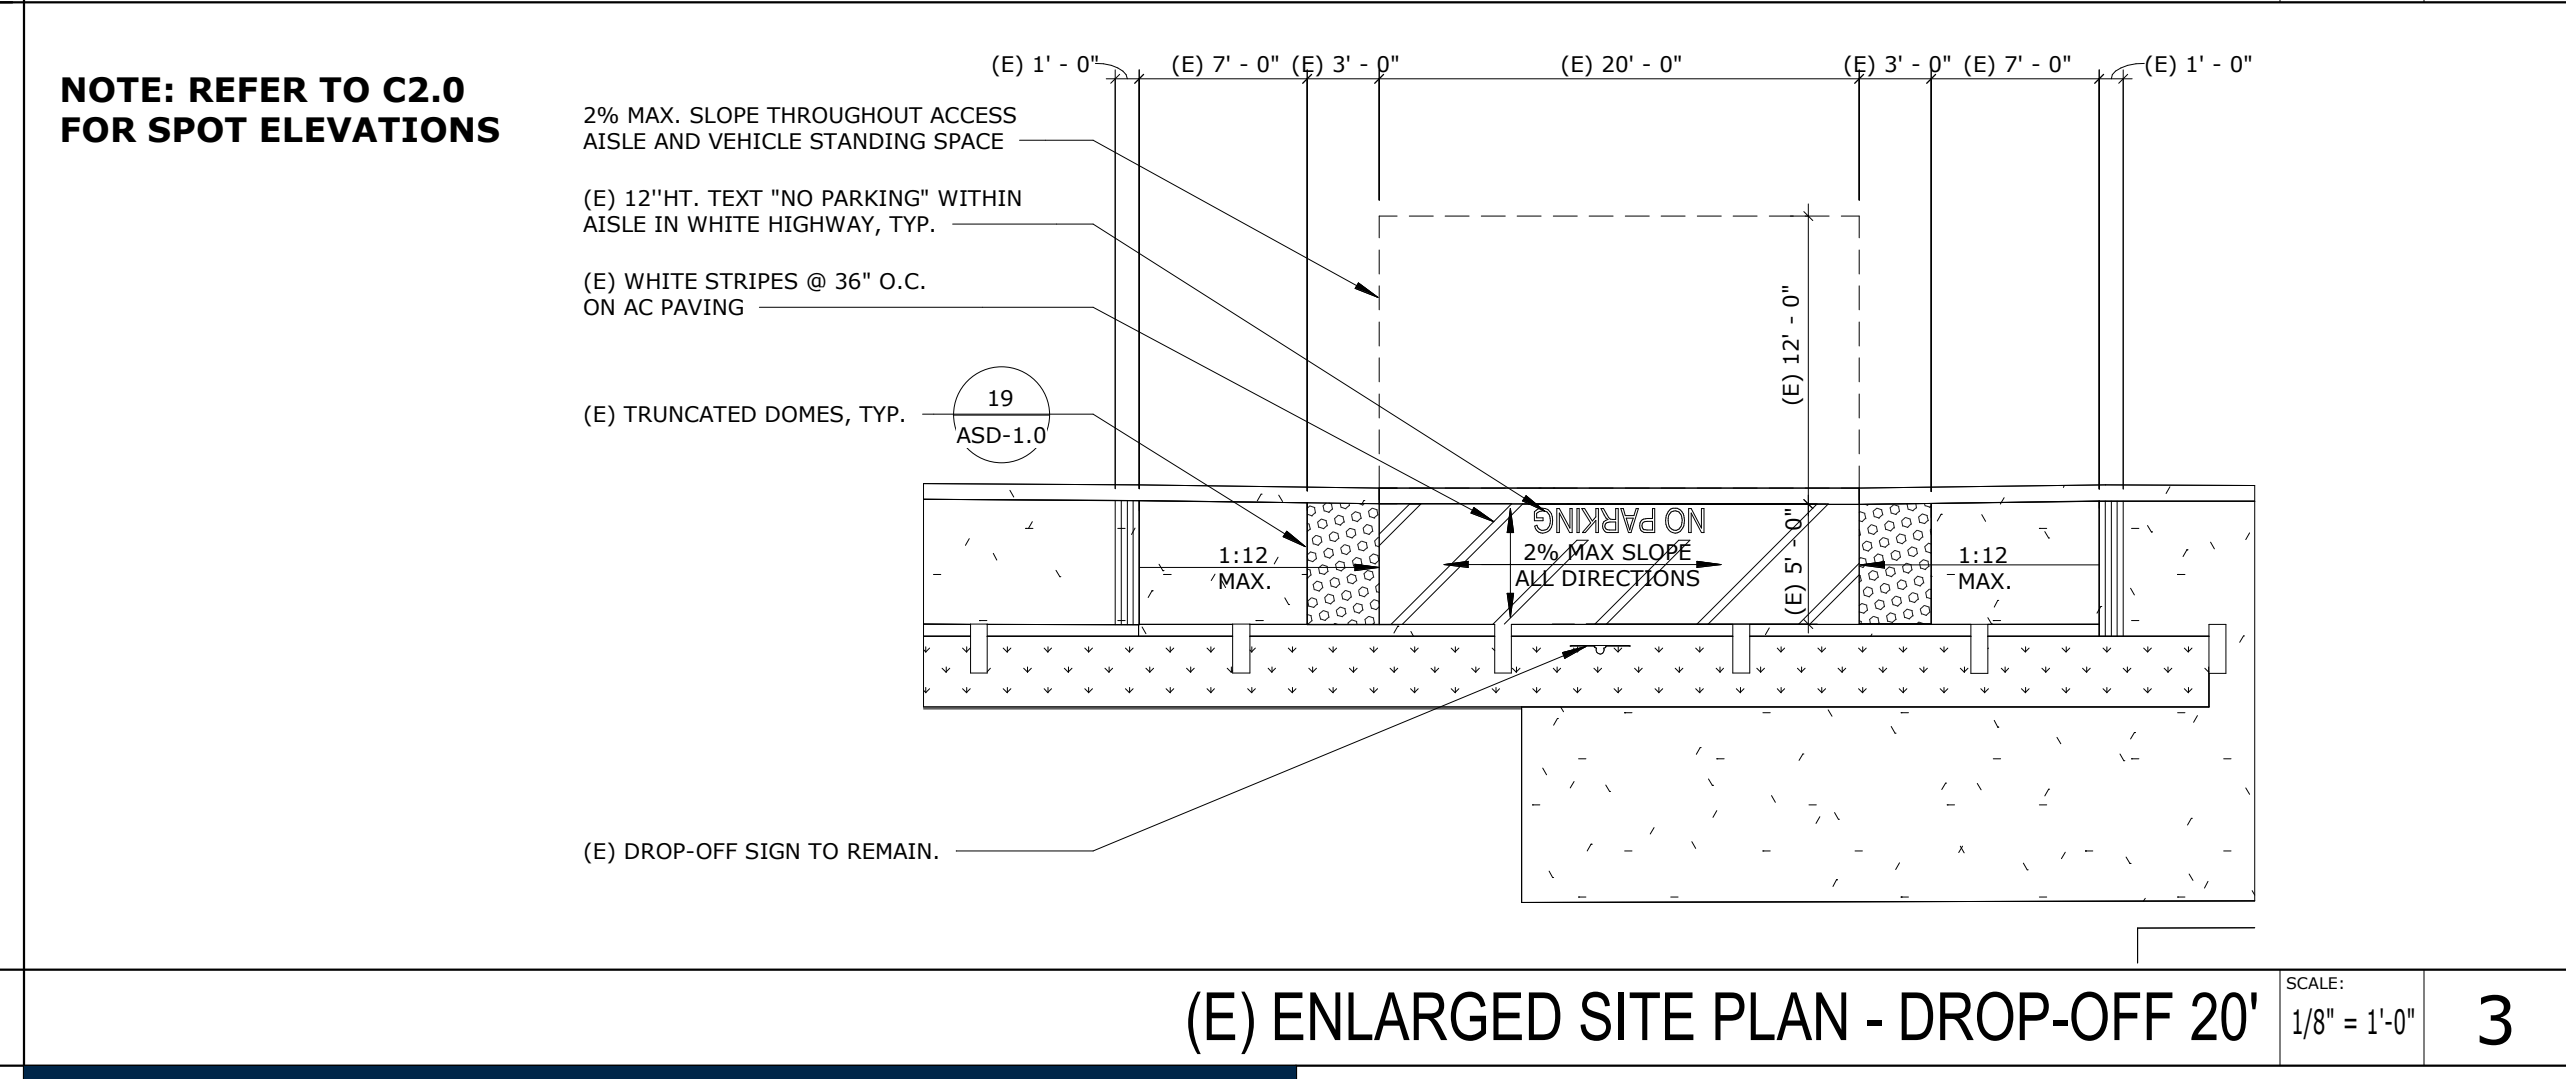 (E) 1' - 0"
(E) 7' - 0"
(E) 3' - 0"
(E) 20' - 0"
(E) 3' - 0"
(E) 7' - 0"
(E) 1' - 0"
NOTE: REFER TO C2.0
FOR SPOT ELEVATIONS
2% MAX. SLOPE THROUGHOUT ACCESS
AISLE AND VEHICLE STANDING SPACE
(E) 12''HT. TEXT "NO PARKING" WITHIN
AISLE IN WHITE HIGHWAY, TYP.
(E) WHITE STRIPES @ 36" O.C.
ON AC PAVING
(E) 12' - 0"
(E) TRUNCATED DOMES, TYP.
19
ASD-1.0
NO PARKING
1:12
MAX.
2% MAX SLOPE
ALL DIRECTIONS
(E) 5' - 0"
1:12
MAX.
(E) DROP-OFF SIGN TO REMAIN.
(E) ENLARGED SITE PLAN - DROP-OFF 20'
SCALE:
1/8" = 1'-0"
3